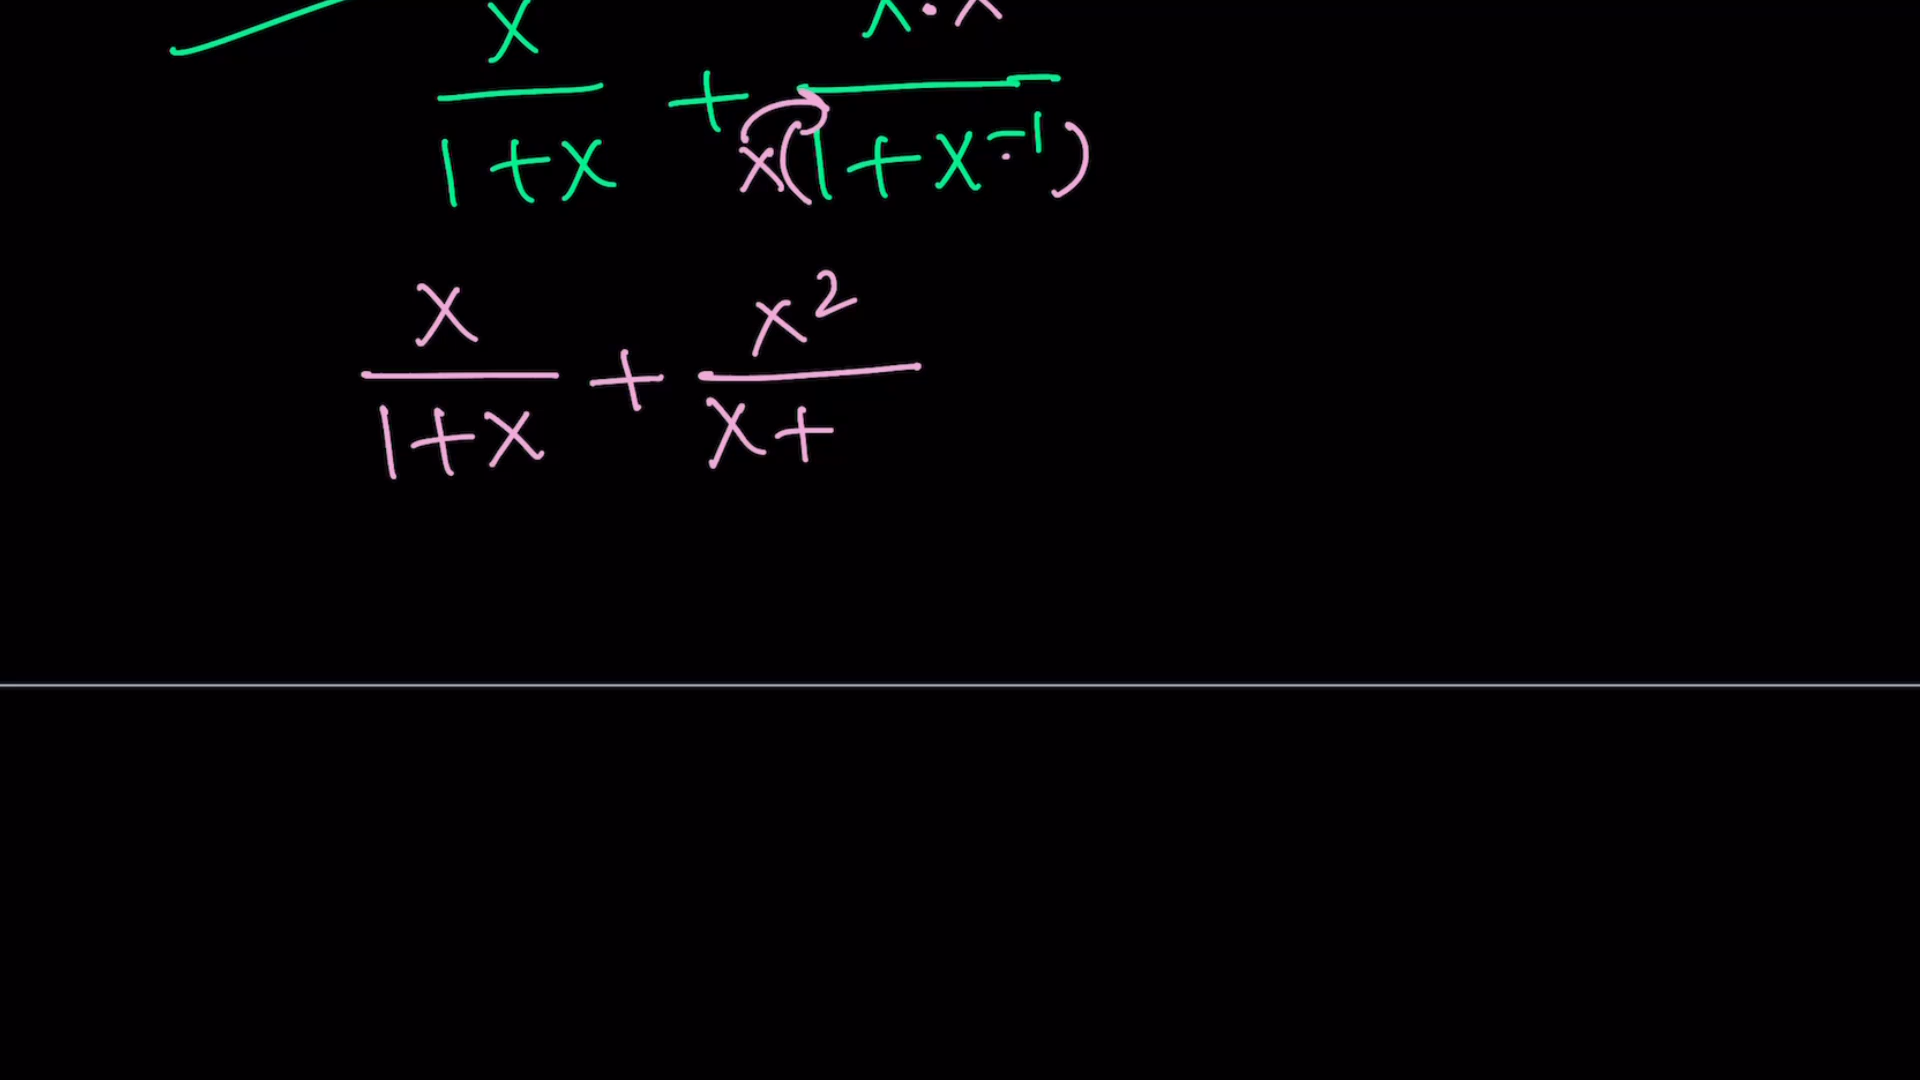 x/(1+x) + (x·x)/(x(1+x⁻¹))
x/(1+x) + x²/(x+